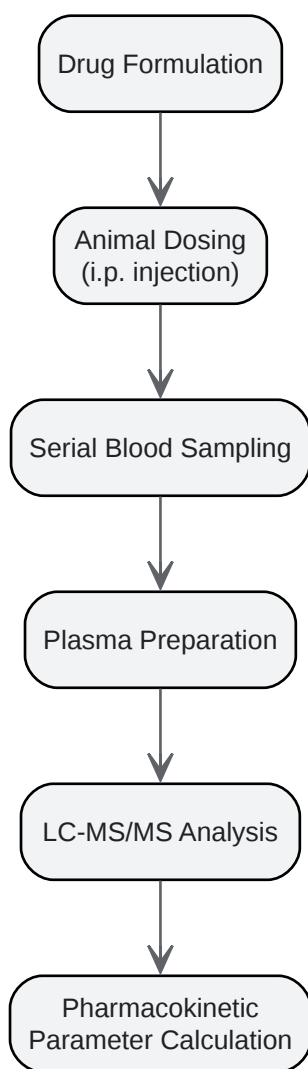 Drug Formulation
Animal Dosing
(i.p. injection)
Serial Blood Sampling
Plasma Preparation
LC-MS/MS Analysis
Pharmacokinetic
Parameter Calculation